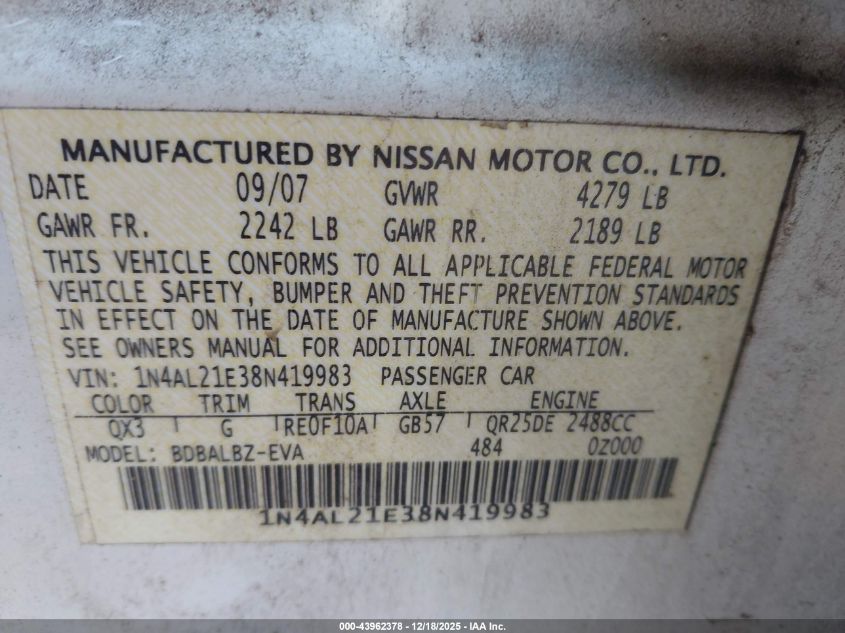 MANUFACTURED BY NISSAN MOTOR CO., LTD.
DATE 09/07 GVWR 4279 LB
GAWR FR. 2242 LB GAWR RR. 2189 LB
THIS VEHICLE CONFORMS TO ALL APPLICABLE FEDERAL MOTOR
VEHICLE SAFETY, BUMPER AND THEFT PREVENTION STANDARDS
IN EFFECT ON THE DATE OF MANUFACTURE SHOWN ABOVE.
SEE OWNERS MANUAL FOR ADDITIONAL INFORMATION.
VIN: 1N4AL21E38N419983 PASSENGER CAR
COLOR TRIM TRANS AXLE ENGINE
QX3 G RE0F10A GB57 QR25DE 2488CC
MODEL: BDBALBZ-EVA 484 0Z000
1N4AL21E38N419983
000-43962378 - 12/18/2025 - IAA Inc.